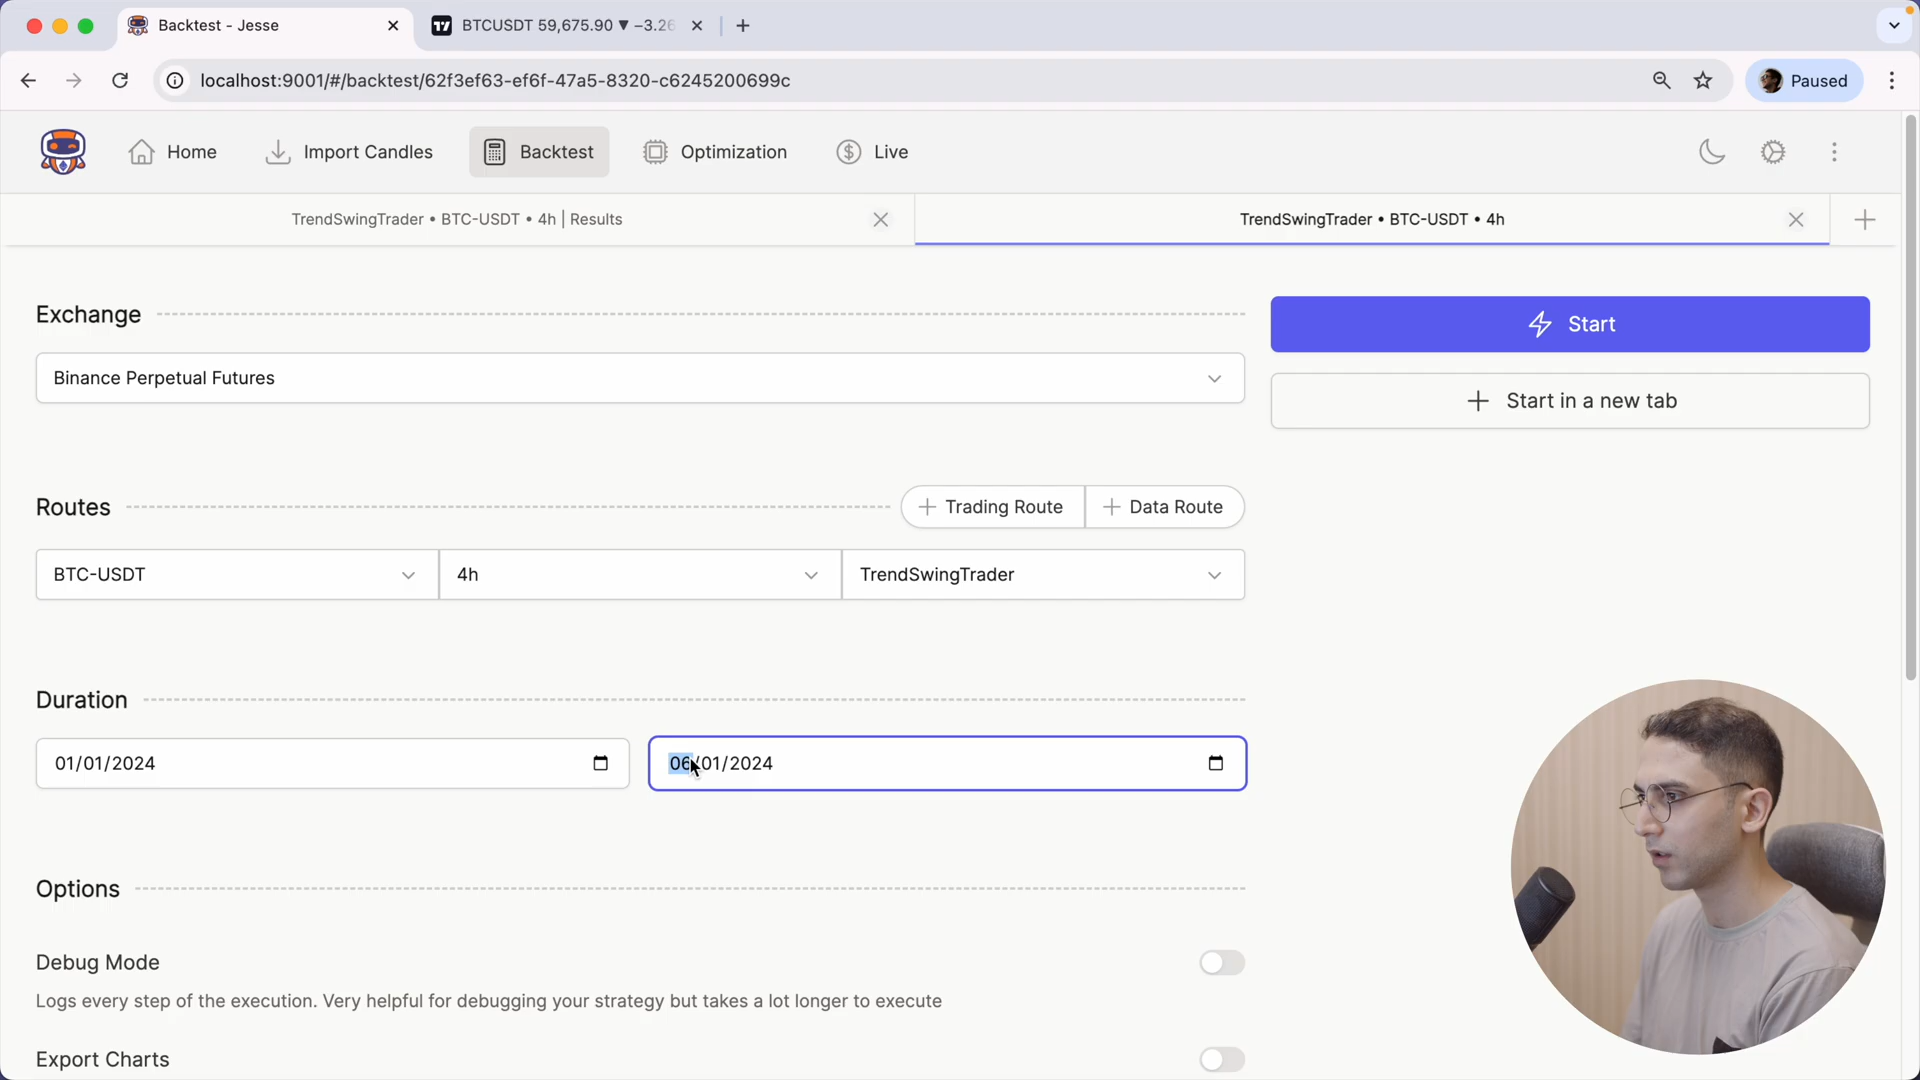 Backtest - Jesse
BTCUSDT 59,675.90 ▼ −3.26
localhost:9001/#/backtest/62f3ef63-ef6f-47a5-8320-c6245200699c
Paused
Home
Import Candles
Backtest
Optimization
Live
TrendSwingTrader • BTC-USDT • 4h | Results
TrendSwingTrader • BTC-USDT • 4h
Exchange
Start
Binance Perpetual Futures
Start in a new tab
Routes
Trading Route
Data Route
BTC-USDT
4h
TrendSwingTrader
Duration
01/01/2024
06/01/2024
Options
Debug Mode
Logs every step of the execution. Very helpful for debugging your strategy but takes a lot longer to execute
Export Charts